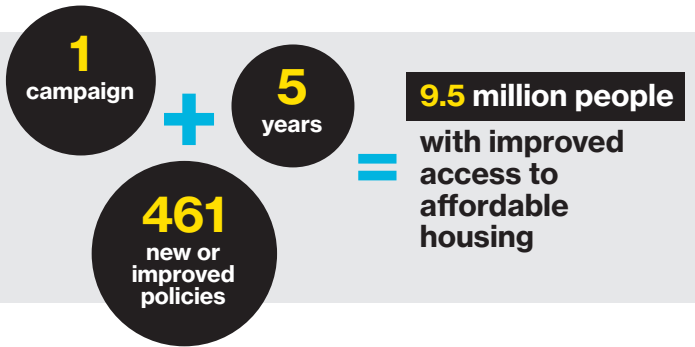 1
campaign
+
5
years
461
new or
improved
policies
=
9.5 million people
with improved
access to
affordable
housing